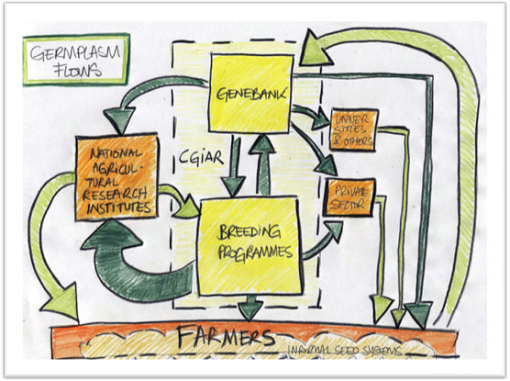 GERMPLASM
FLOWS
GENEBANK
UNIVER
SITIES
& OTHERS
NATIONAL
AGRICUL-
TURAL
RESEARCH
INSTITUTES
CGIAR
PRIVATE
SECTOR
BREEDING
PROGRAMMES
FARMERS
INFORMAL SEED SYSTEMS